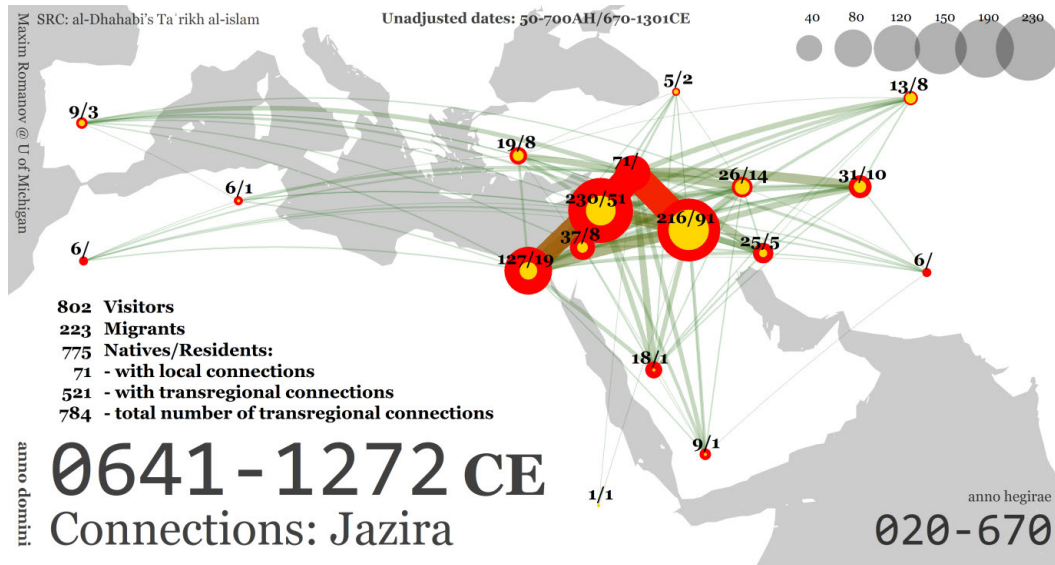 SRC: al-Dhahabi's Taʾrikh al-islam
Unadjusted dates: 50-700AH/670-1301CE
40 80 120 150 190 230
Maxim Romanov @ U of Michigan
5/2
13/8
9/3
19/8
71/
26/14
31/10
6/1
230/51
216/91
37/8
25/5
6/
127/19
6/
802 Visitors
223 Migrants
775 Natives/Residents:
71 - with local connections
521 - with transregional connections
784 - total number of transregional connections
18/1
9/1
1/1
anno domini
0641-1272 CE
Connections: Jazira
anno hegirae
020-670